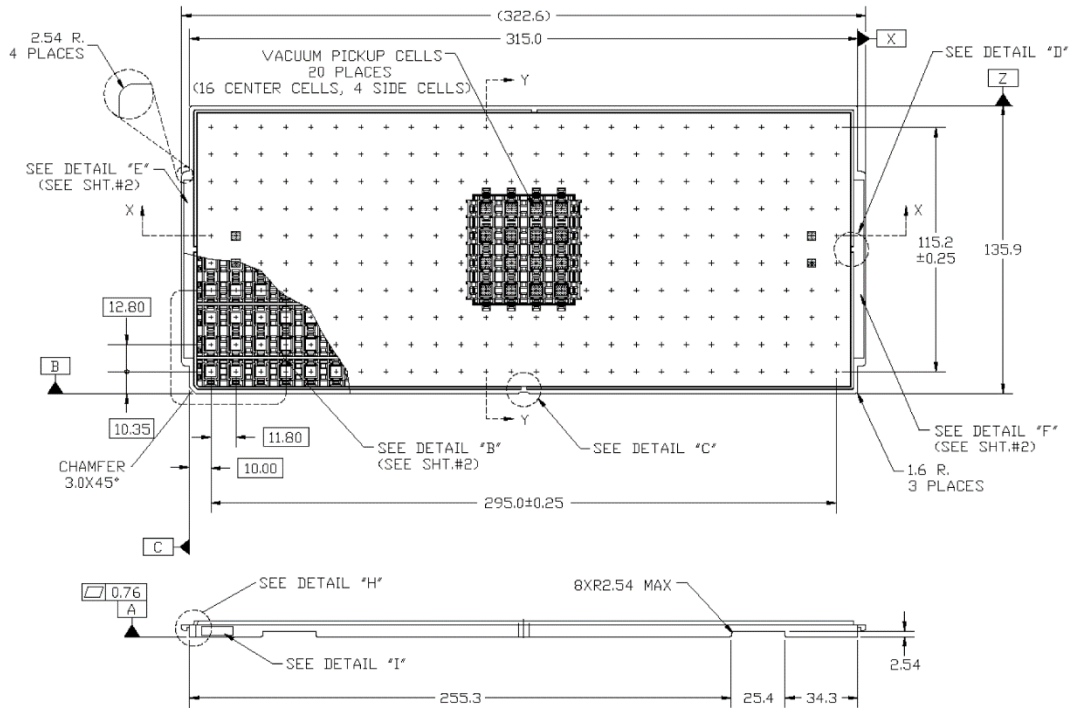 (322.6)
315.0
X
2.54 R.
4 PLACES
VACUUM PICKUP CELLS
20 PLACES
(16 CENTER CELLS, 4 SIDE CELLS)
Y
SEE DETAIL "D"
Z
SEE DETAIL "E"
(SEE SHT.#2)
X
X
115.2
±0.25
135.9
12.80
B
10.35
11.80
10.00
CHAMFER
3.0X45°
Y
SEE DETAIL "B"
(SEE SHT.#2)
SEE DETAIL "C"
SEE DETAIL "F"
(SEE SHT.#2)
1.6 R.
3 PLACES
295.0±0.25
C
0.76
A
SEE DETAIL "H"
8XR2.54 MAX
SEE DETAIL "I"
2.54
255.3
25.4
34.3